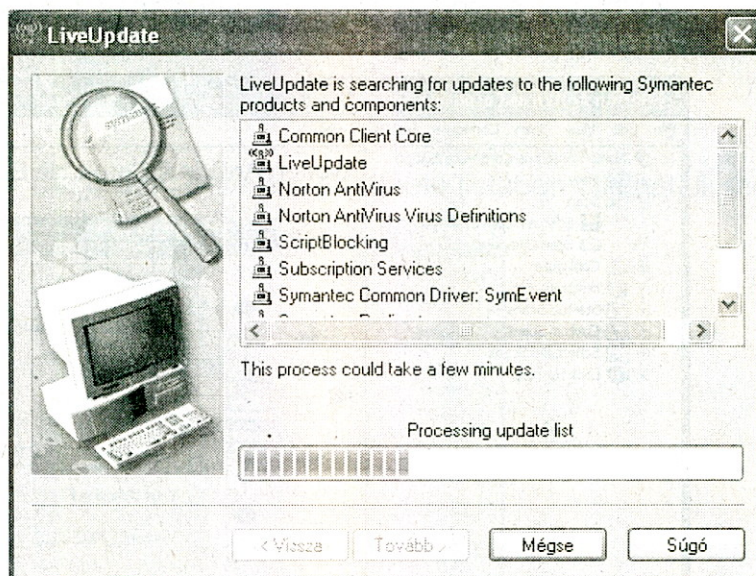 LiveUpdate
LiveUpdate is searching for updates to the following Symantec
products and components:
Common Client Core
LiveUpdate
Norton AntiVirus
Norton AntiVirus Virus Definitions
ScriptBlocking
Subscription Services
Symantec Common Driver: SymEvent
This process could take a few minutes.
Processing update list
< Vissza
Tovább >
Mégse
Súgó